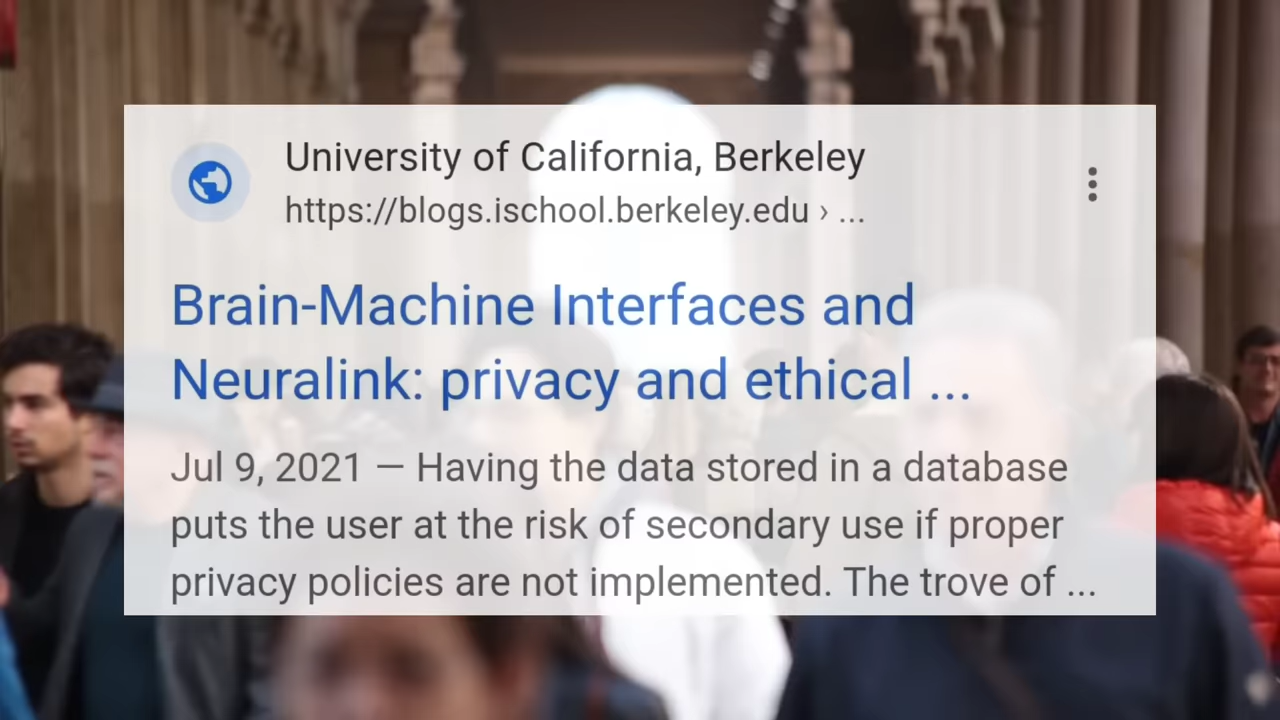 University of California, Berkeley
https://blogs.ischool.berkeley.edu › ...
Brain-Machine Interfaces and
Neuralink: privacy and ethical ...
Jul 9, 2021 — Having the data stored in a database
puts the user at the risk of secondary use if proper
privacy policies are not implemented. The trove of ...